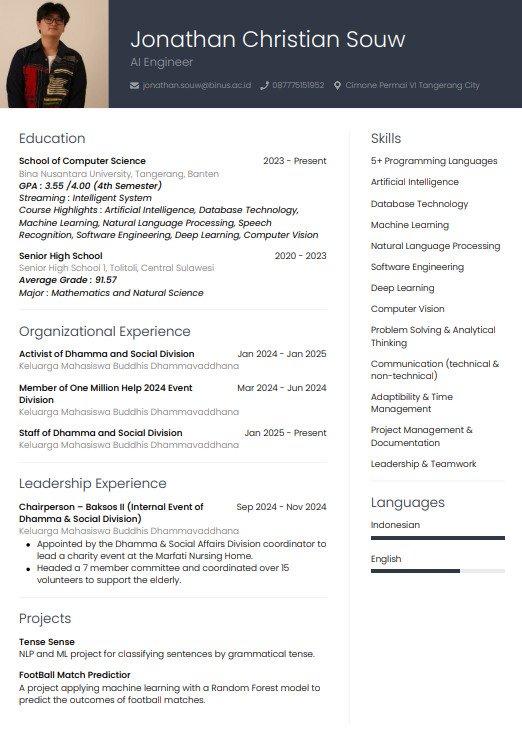 Jonathan Christian Souw
AI Engineer
jonathan.souw@binus.ac.id 087775151952 Cimone Permai VI Tangerang City
Education
School of Computer Science 2023 - Present
Bina Nusantara University, Tangerang, Banten
GPA : 3.55 /4.00 (4th Semester)
Streaming : Intelligent System
Course Highlights : Artificial Intelligence, Database Technology,
Machine Learning, Natural Language Processing, Speech
Recognition, Software Engineering, Deep Learning, Computer Vision
Senior High School 2020 - 2023
Senior High School 1, Tolitoli, Central Sulawesi
Average Grade : 91.57
Major : Mathematics and Natural Science
Organizational Experience
Activist of Dhamma and Social Division Jan 2024 - Jan 2025
Keluarga Mahasiswa Buddhis Dhammavaddhana
Member of One Million Help 2024 Event Mar 2024 - Jun 2024
Division
Keluarga Mahasiswa Buddhis Dhammavaddhana
Staff of Dhamma and Social Division Jan 2025 - Present
Keluarga Mahasiswa Buddhis Dhammavaddhana
Leadership Experience
Chairperson – Baksos II (Internal Event of Sep 2024 - Nov 2024
Dhamma & Social Division)
Keluarga Mahasiswa Buddhis Dhammavaddhana
• Appointed by the Dhamma & Social Affairs Division coordinator to
lead a charity event at the Marfati Nursing Home.
• Headed a 7 member committee and coordinated over 15
volunteers to support the elderly.
Projects
Tense Sense
NLP and ML project for classifying sentences by grammatical tense.
FootBall Match Predictior
A project applying machine learning with a Random Forest model to
predict the outcomes of football matches.
Skills
5+ Programming Languages
Artificial Intelligence
Database Technology
Machine Learning
Natural Language Processing
Software Engineering
Deep Learning
Computer Vision
Problem Solving & Analytical
Thinking
Communication (technical &
non-technical)
Adaptibility & Time
Management
Project Management &
Documentation
Leadership & Teamwork
Languages
Indonesian
English